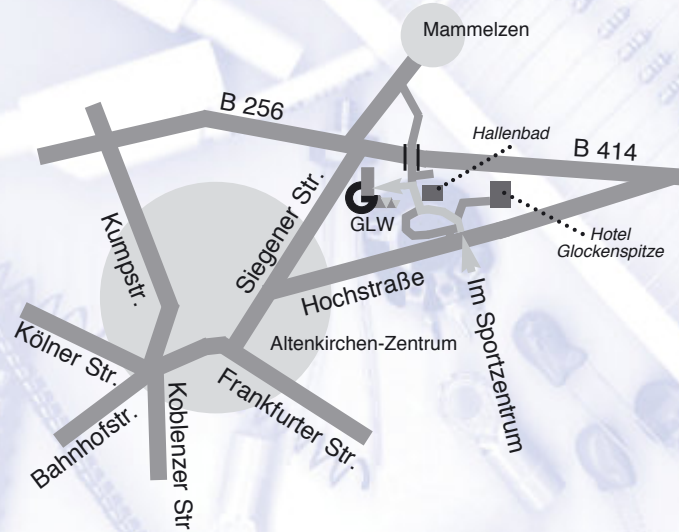 Mammelzen
B 256
Hallenbad
B 414
Siegener Str.
GLW
Kumpstr.
Hotel
Glockenspitze
Hochstraße
Im Sportzentrum
Kölner Str.
Altenkirchen-Zentrum
Frankfurter Str.
Bahnhofstr.
Koblenzer Str